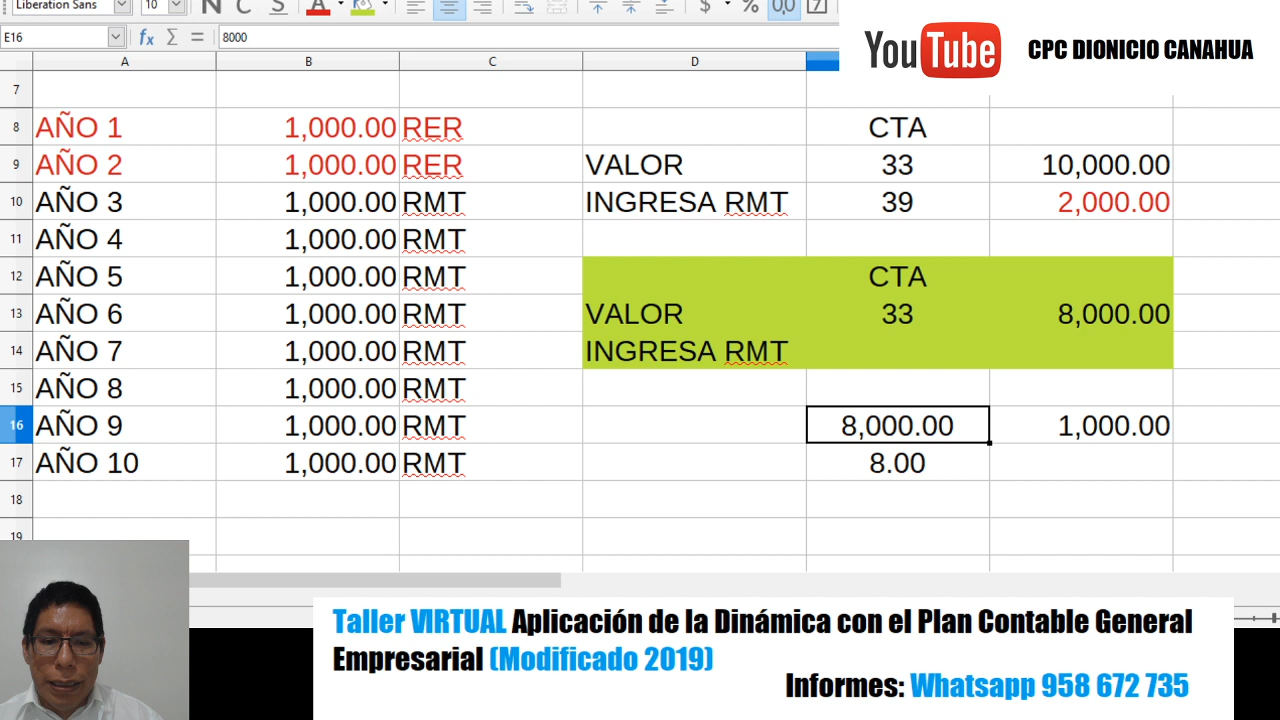 Liberation Sans 10 N C S A $ % 0,0 7
E16 fx Σ = 8000
A B C D
7
8 AÑO 1 1,000.00 RER CTA
9 AÑO 2 1,000.00 RER VALOR 33 10,000.00
10 AÑO 3 1,000.00 RMT INGRESA RMT 39 2,000.00
11 AÑO 4 1,000.00 RMT
12 AÑO 5 1,000.00 RMT CTA
13 AÑO 6 1,000.00 RMT VALOR 33 8,000.00
14 AÑO 7 1,000.00 RMT INGRESA RMT
15 AÑO 8 1,000.00 RMT
16 AÑO 9 1,000.00 RMT 8,000.00 1,000.00
17 AÑO 10 1,000.00 RMT 8.00
18
19
YouTube CPC DIONICIO CANAHUA
Taller VIRTUAL Aplicación de la Dinámica con el Plan Contable General
Empresarial (Modificado 2019)
Informes: Whatsapp 958 672 735